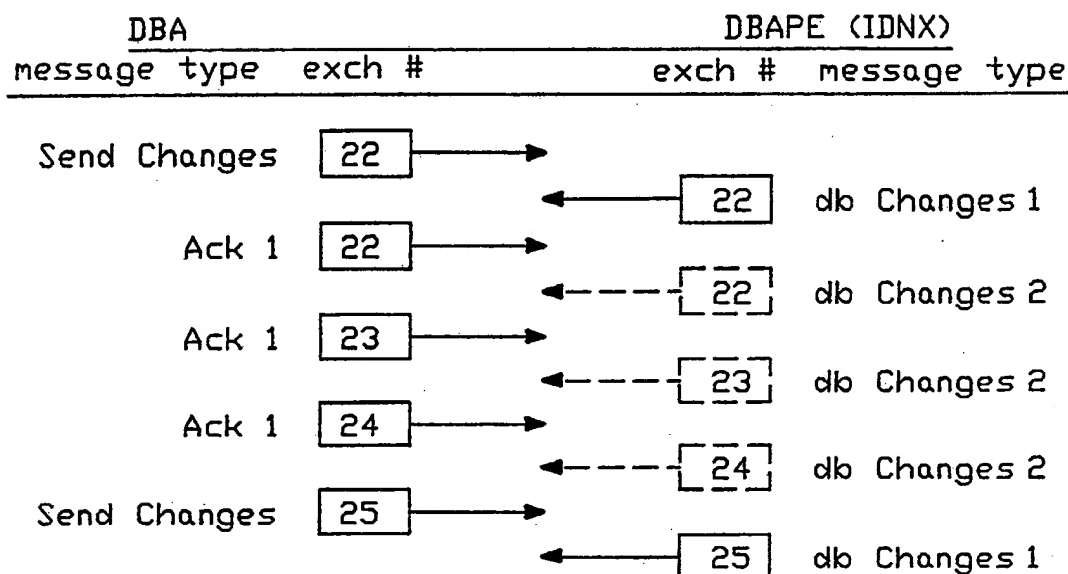 DBA DBAPE (IDNX)
message type exch # exch # message type
Send Changes 22
22 db Changes 1
Ack 1 22
22 db Changes 2
Ack 1 23
23 db Changes 2
Ack 1 24
24 db Changes 2
Send Changes 25
25 db Changes 1